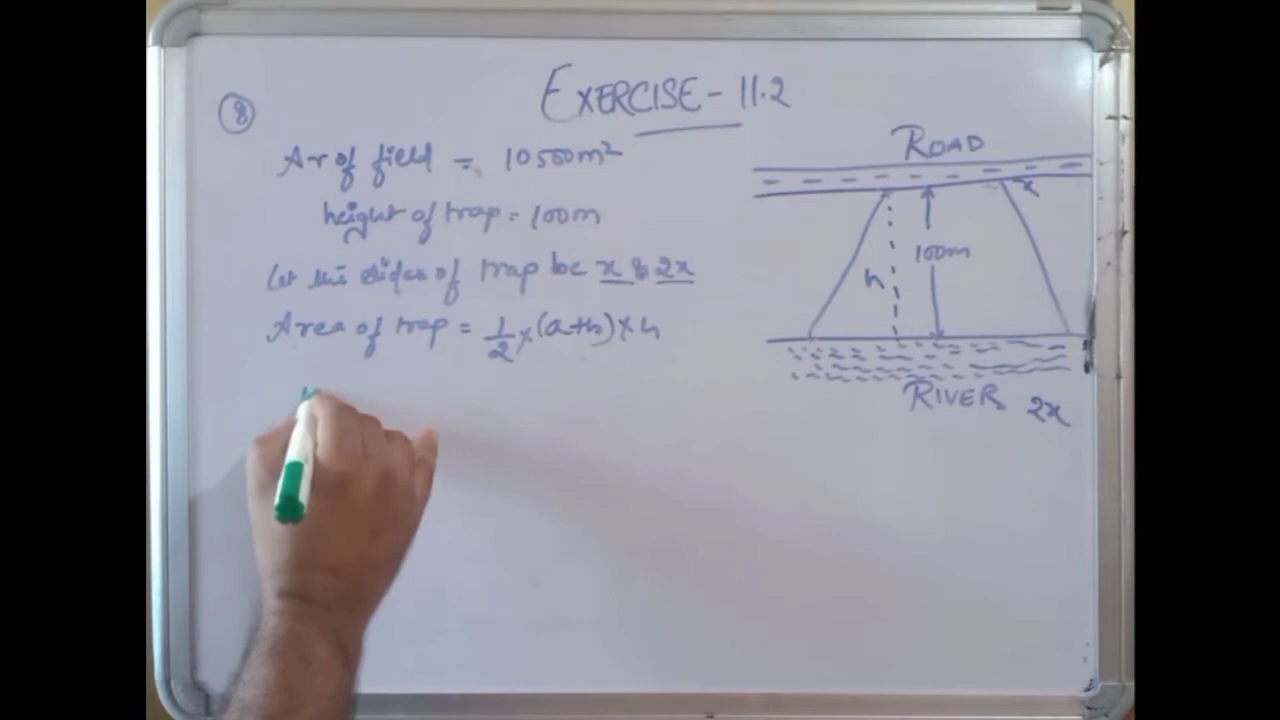 EXERCISE - 11.2
8
Ar of field = 10500m²
height of trap = 100m
Let the sides of trap be x & 2x
Area of trap = 1/2 × (a+b) × h
ROAD
x
100m
h
RIVER 2x